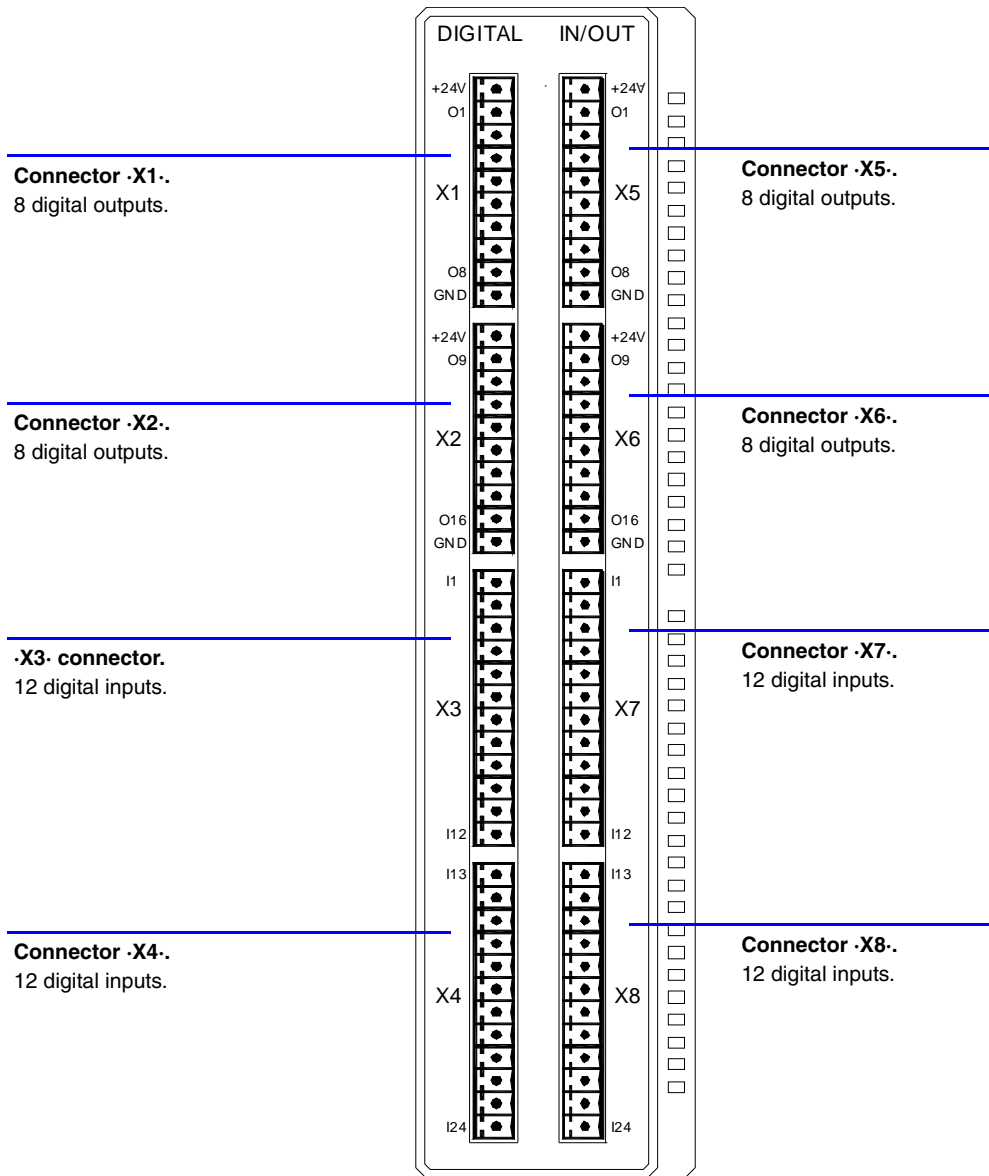 DIGITAL IN/OUT
+24V
O1
X1
O8
GND
+24V
O9
X2
O16
GND
I1
X3
I12
I13
X4
I24
+24V
O1
X5
O8
GND
+24V
O9
X6
O16
GND
I1
X7
I12
I13
X8
I24
Connector ·X1·.
8 digital outputs.
Connector ·X2·.
8 digital outputs.
·X3· connector.
12 digital inputs.
Connector ·X4·.
12 digital inputs.
Connector ·X5·.
8 digital outputs.
Connector ·X6·.
8 digital outputs.
Connector ·X7·.
12 digital inputs.
Connector ·X8·.
12 digital inputs.